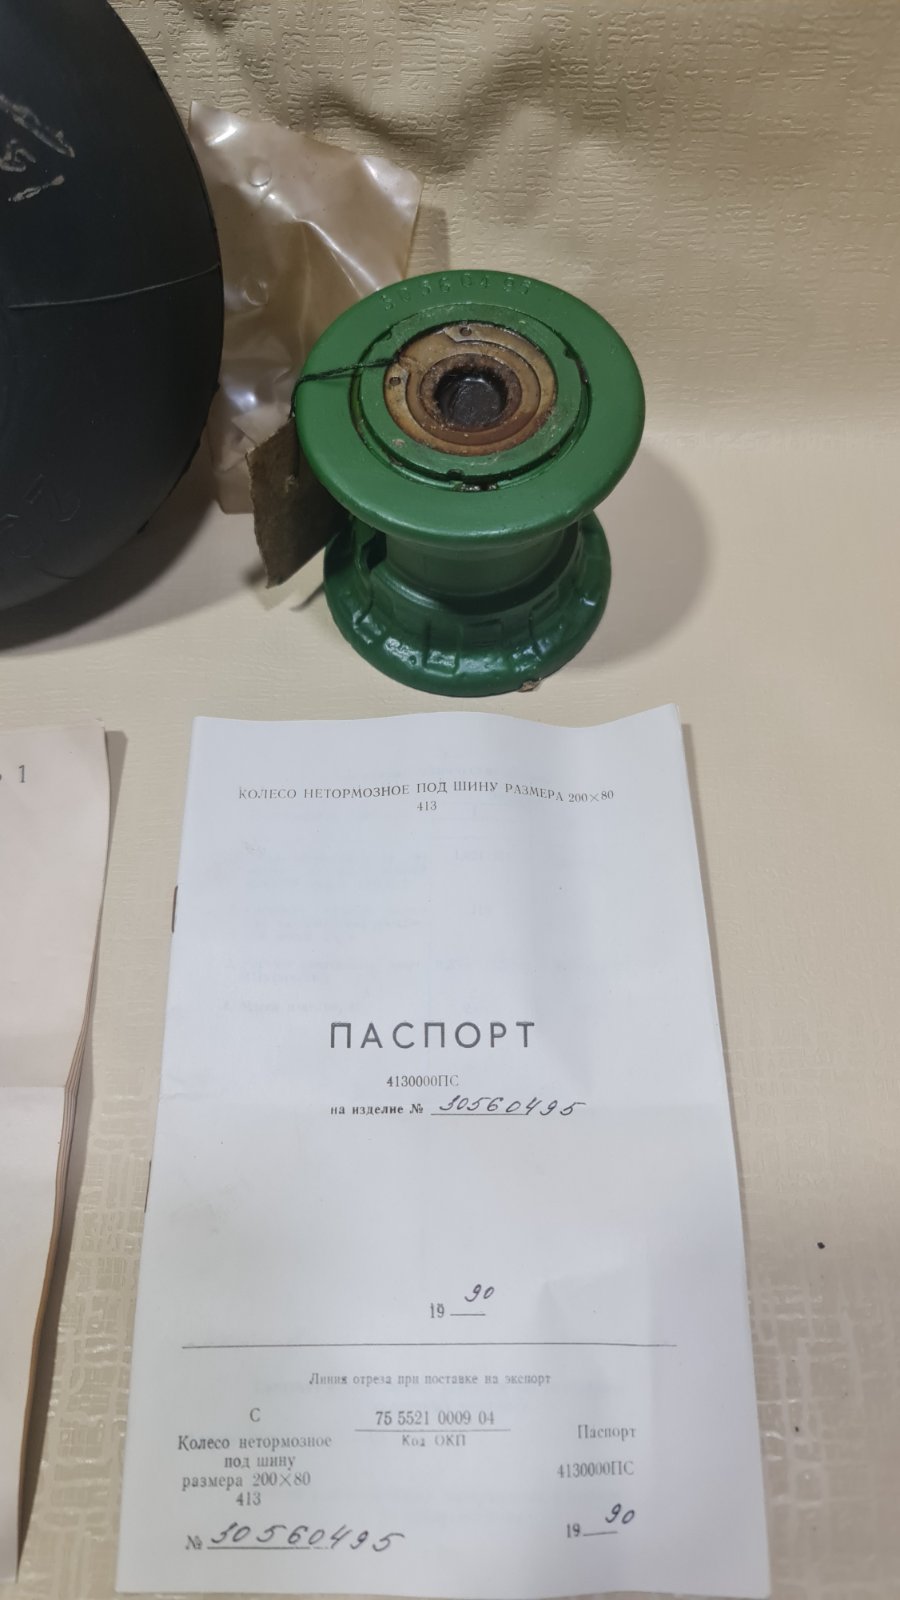 30560495
1
КОЛЕСО НЕТОРМОЗНОЕ ПОД ШИНУ РАЗМЕРА 200×80
413
ПАСПОРТ
4130000ПС
на изделие № 30560495
19 90
Линия отреза при поставке на экспорт
С
Колесо нетормозное
под шину
размера 200×80
413
№ 30560495
75 5521 0009 04
Код ОКП
Паспорт
4130000ПС
19 90